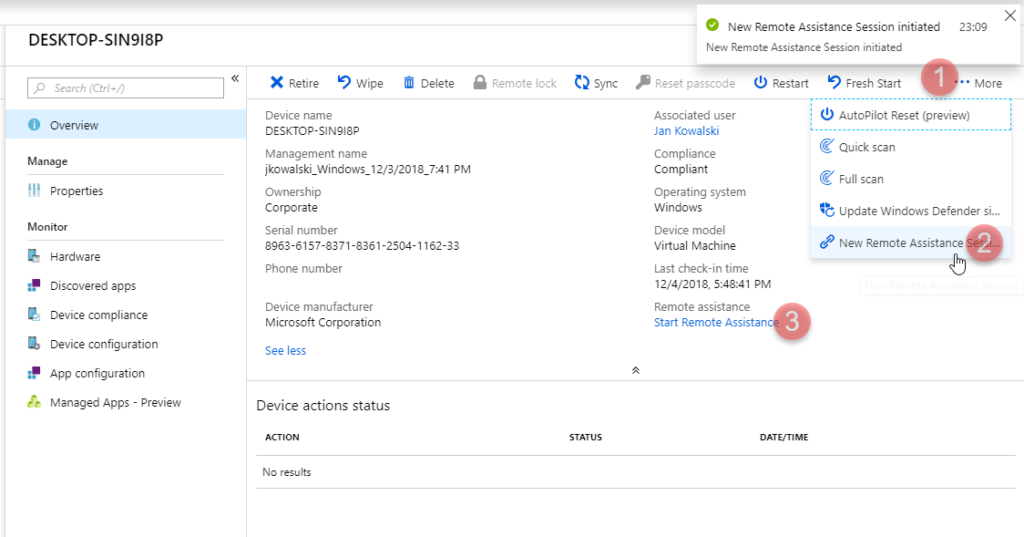 New Remote Assistance Session initiated 23:09
New Remote Assistance Session initiated
DESKTOP-SIN9I8P
Search (Ctrl+/)
«
Overview
Manage
Properties
Monitor
Hardware
Discovered apps
Device compliance
Device configuration
App configuration
Managed Apps - Preview
Retire Wipe Delete Remote lock Sync Reset passcode Restart Fresh Start 1 ··· More
Device name
DESKTOP-SIN9I8P
Management name
jkowalski_Windows_12/3/2018_7:41 PM
Ownership
Corporate
Serial number
8963-6157-8371-8361-2504-1162-33
Phone number
Device manufacturer
Microsoft Corporation
See less
Associated user
Jan Kowalski
Compliance
Compliant
Operating system
Windows
Device model
Virtual Machine
Last check-in time
12/4/2018, 5:48:41 PM
Remote assistance
Start Remote Assistance 3
AutoPilot Reset (preview)
Quick scan
Full scan
Update Windows Defender si...
New Remote Assistance Sessi... 2
New Remote Assistance Session
Device actions status
ACTION STATUS DATE/TIME
No results